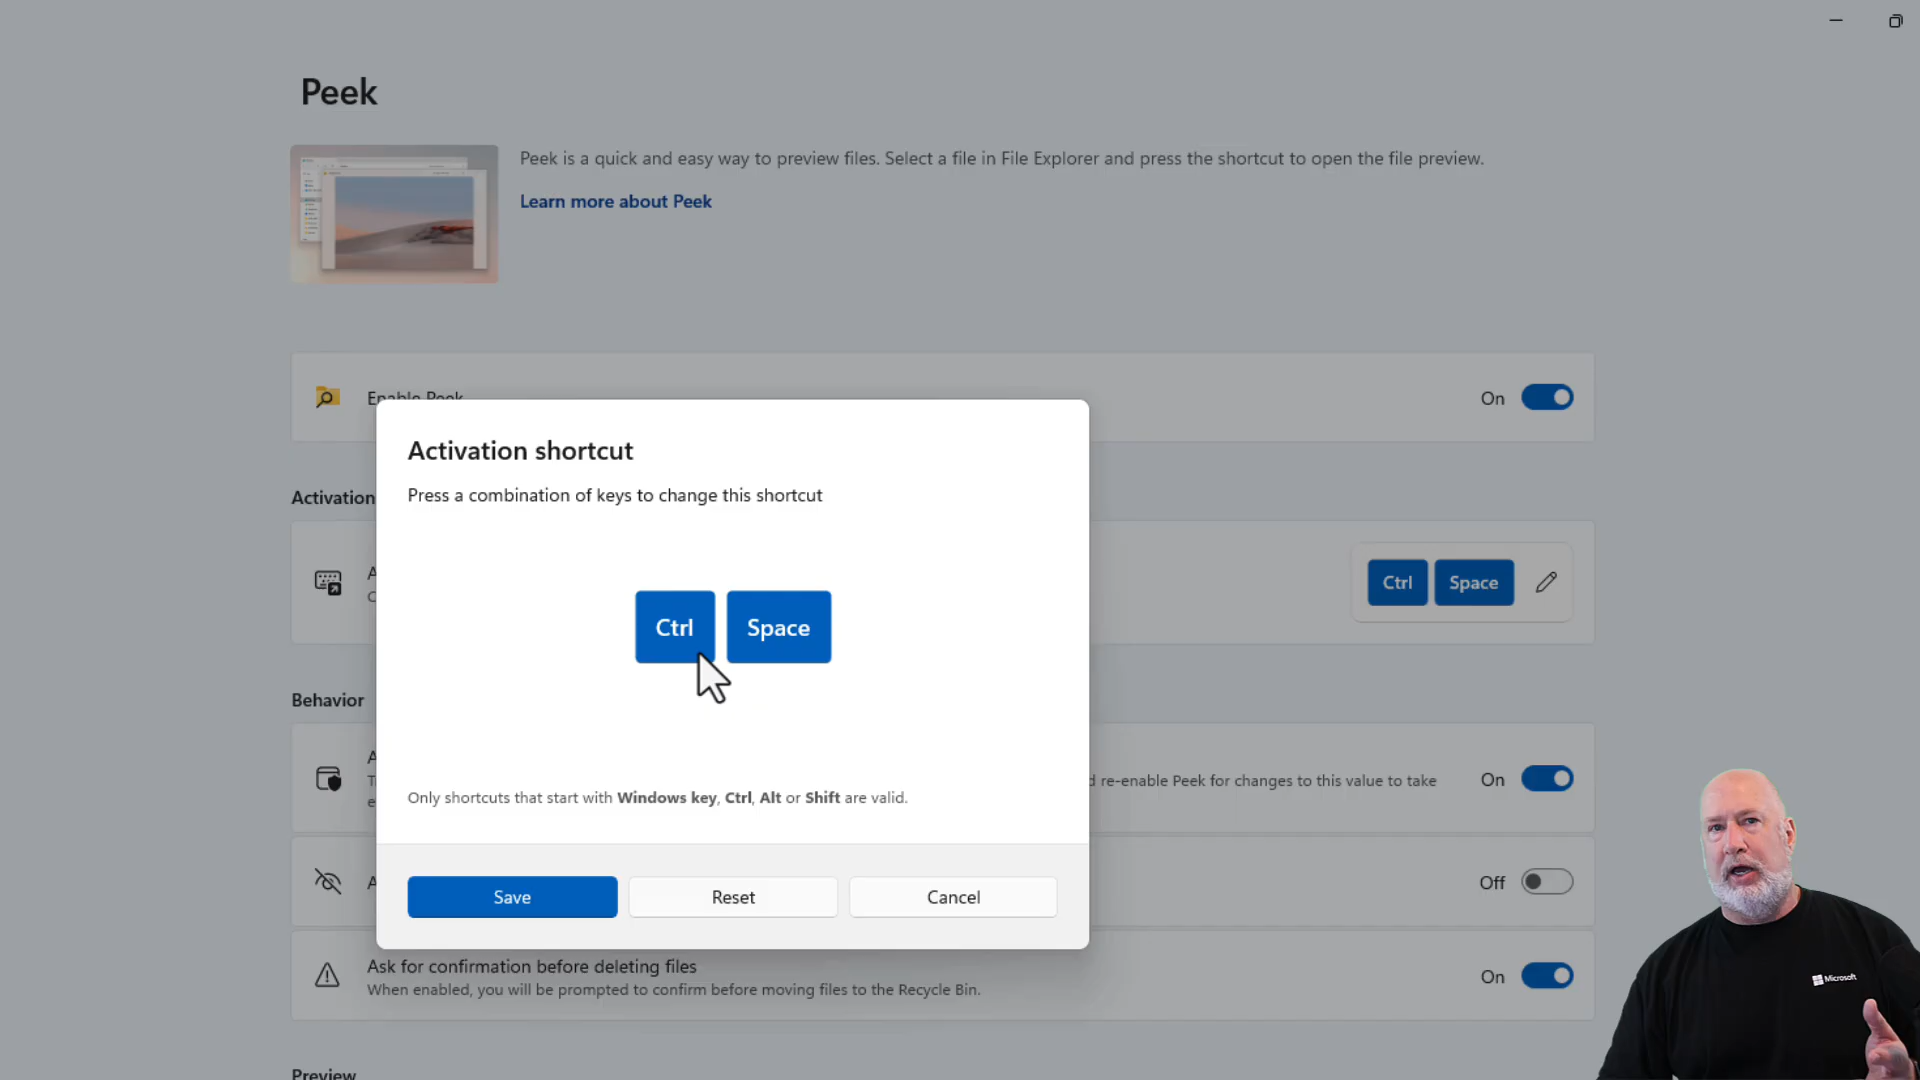 Peek
Peek is a quick and easy way to preview files. Select a file in File Explorer and press the shortcut to open the file preview.
Learn more about Peek
Enable Peek
On
Activation shortcut
Press a combination of keys to change this shortcut
Activation
Ctrl Space
Ctrl Space
Behavior
d re-enable Peek for changes to this value to take
On
Only shortcuts that start with Windows key, Ctrl, Alt or Shift are valid.
Save Reset Cancel
Off
Ask for confirmation before deleting files
When enabled, you will be prompted to confirm before moving files to the Recycle Bin.
On
Microsoft
Preview